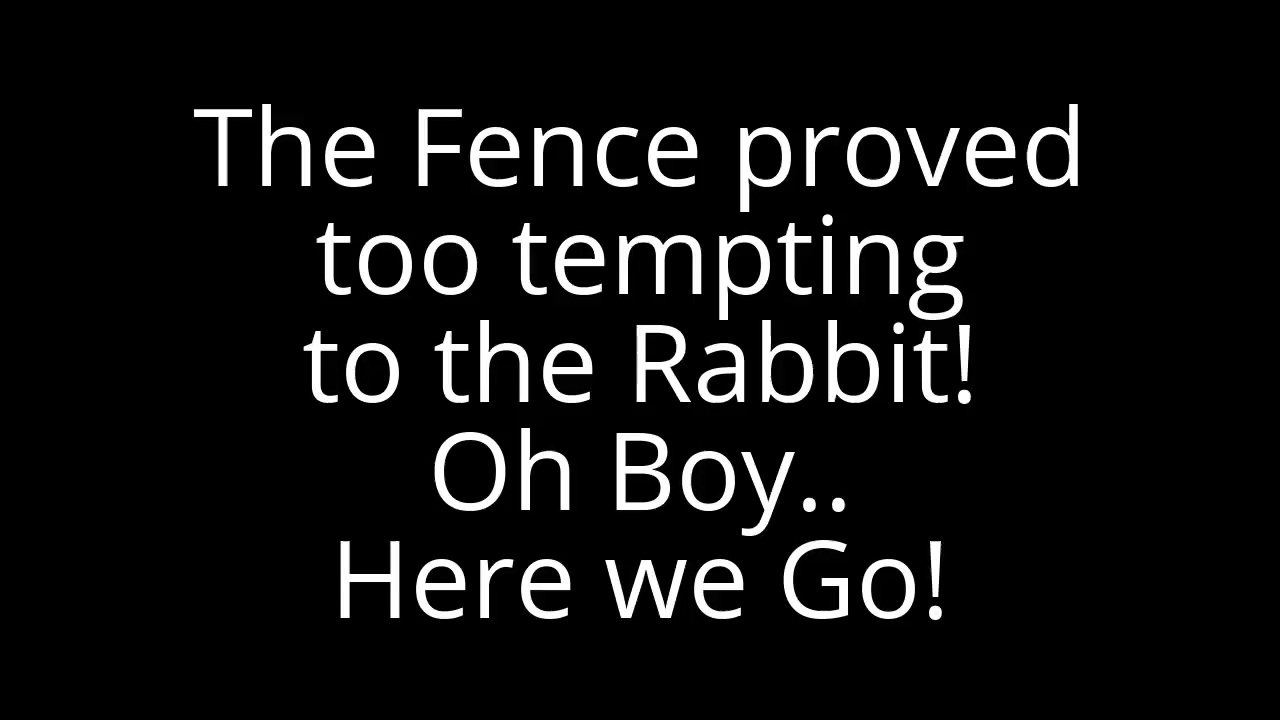 The Fence proved
too tempting
to the Rabbit!
Oh Boy..
Here we Go!